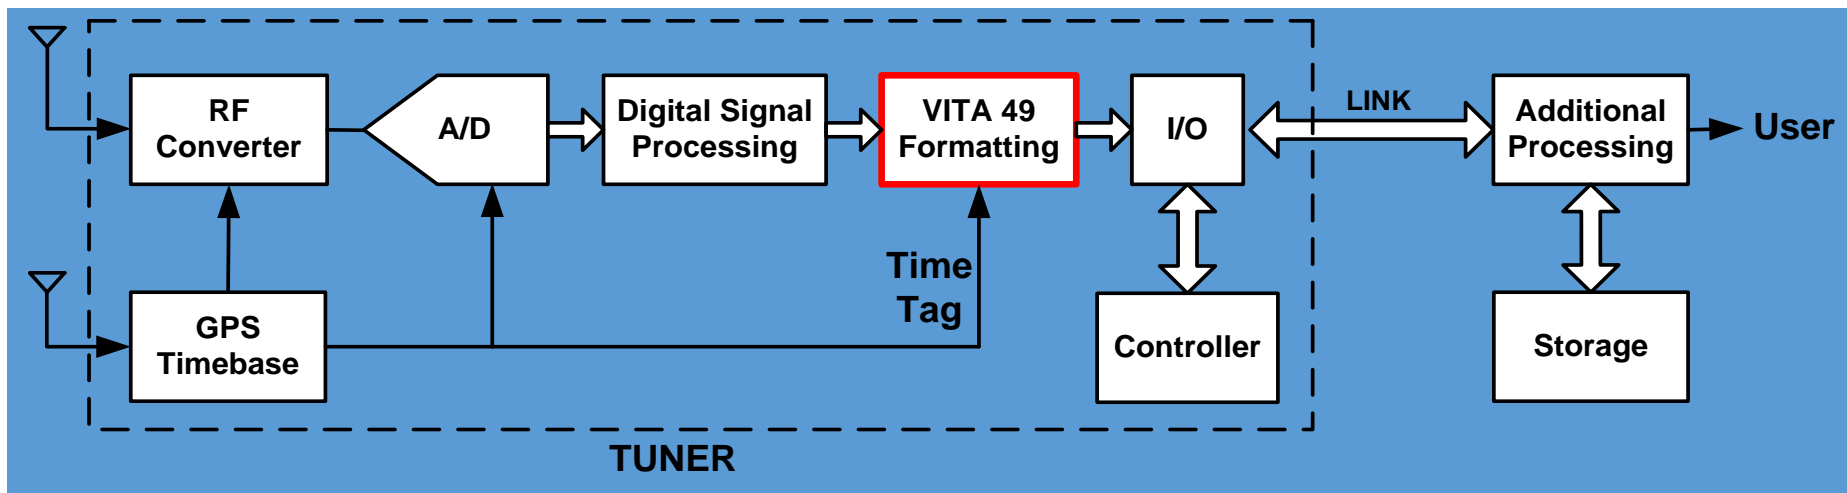 RF
Converter
A/D
Digital Signal
Processing
VITA 49
Formatting
I/O
LINK
Additional
Processing
User
GPS
Timebase
Time
Tag
Controller
Storage
TUNER